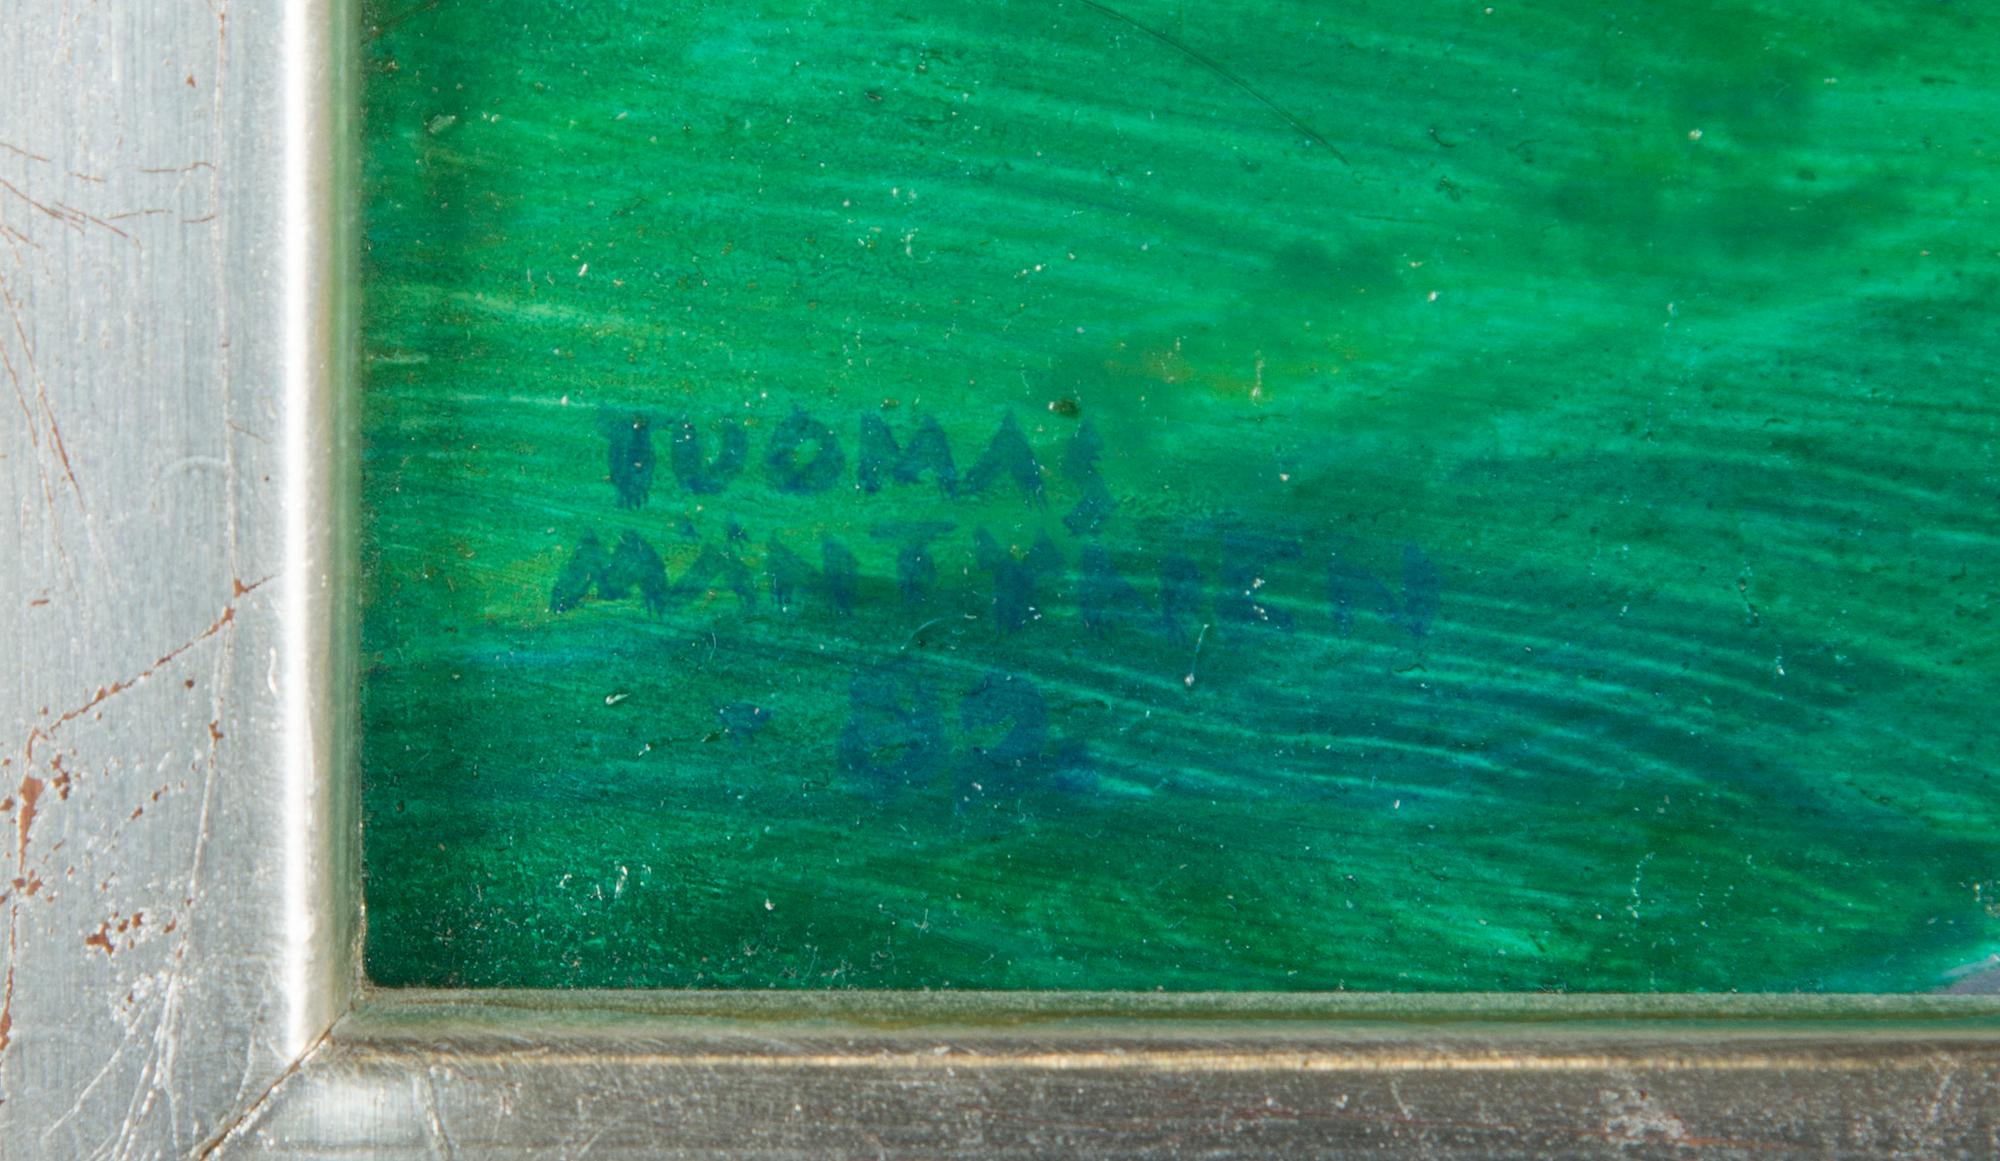 TUOMAS
MÄNTYNEN
- 82.